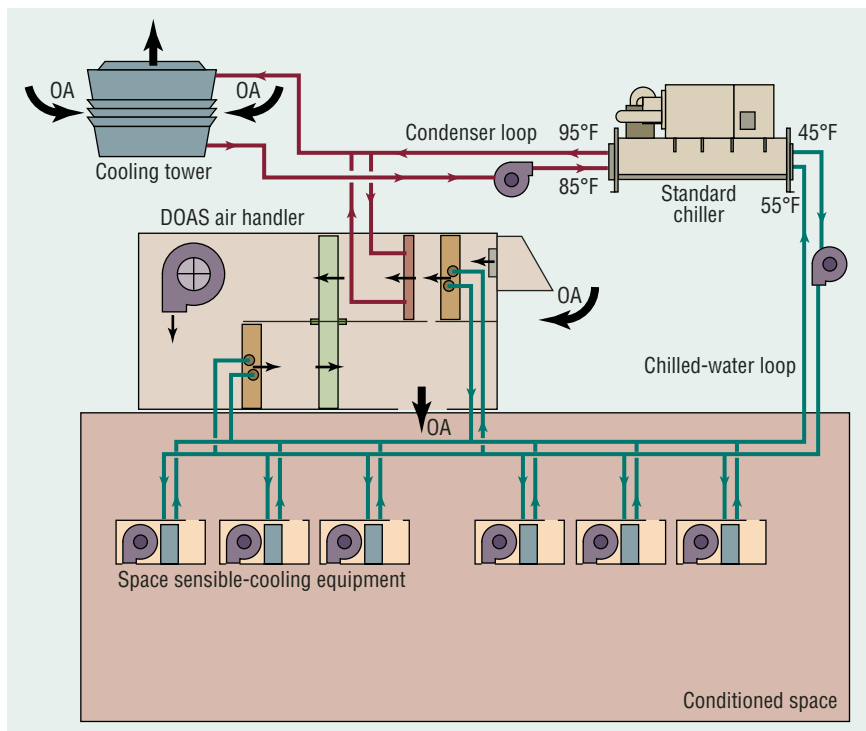 OA
OA
Cooling tower
Condenser loop
95°F
85°F
45°F
55°F
Standard
chiller
DOAS air handler
OA
Chilled-water loop
OA
Space sensible-cooling equipment
Conditioned space